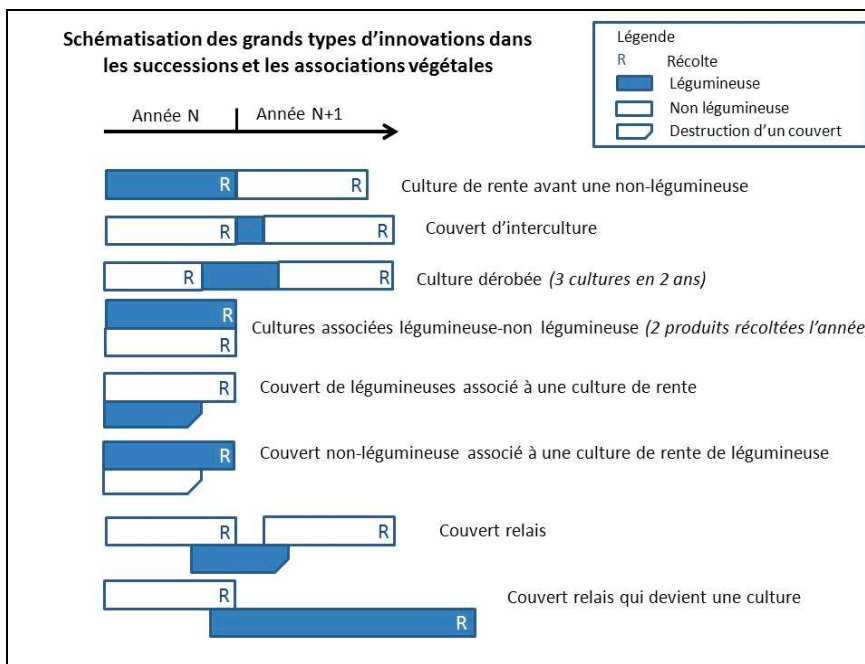 Schématisation des grands types d'innovations dans
les successions et les associations végétales
Légende
R Récolte
Légumineuse
Non légumineuse
Destruction d'un couvert
Année N Année N+1
R R Culture de rente avant une non-légumineuse
R R Couvert d'interculture
R R Culture dérobée (3 cultures en 2 ans)
R
R
Cultures associées légumineuse-non légumineuse (2 produits récoltées l'année
R Couvert de légumineuses associé à une culture de rente
R Couvert non-légumineuse associé à une culture de rente de légumineuse
R R Couvert relais
R Couvert relais qui devient une culture
R